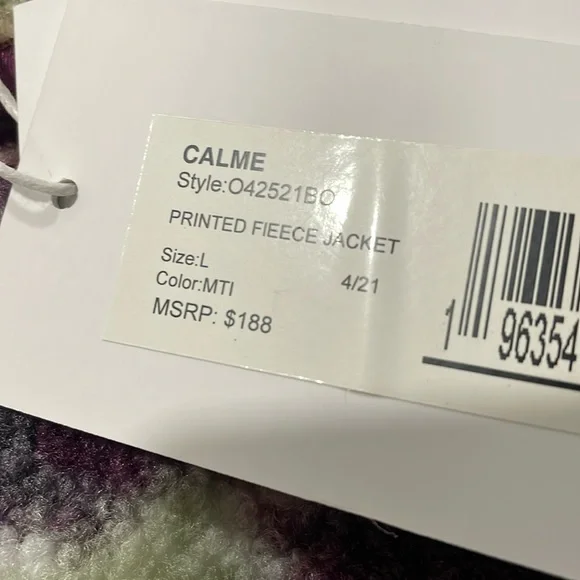 CALME
Style:O42521BO
PRINTED FIEECE JACKET
Size:L
Color:MTI 4/21
MSRP: $188
1 96354